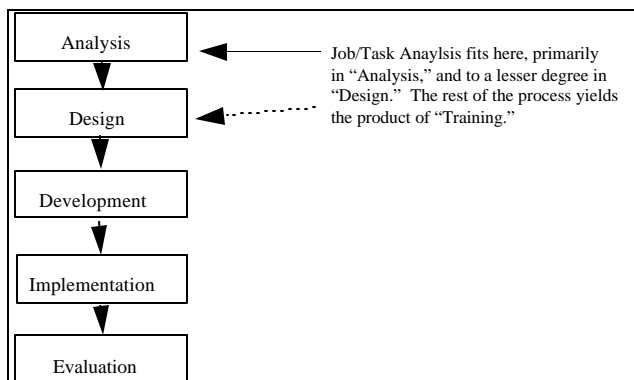 Analysis
Job/Task Anaylsis fits here, primarily
in “Analysis,” and to a lesser degree in
“Design.” The rest of the process yields
the product of “Training.”
Design
Development
Implementation
Evaluation